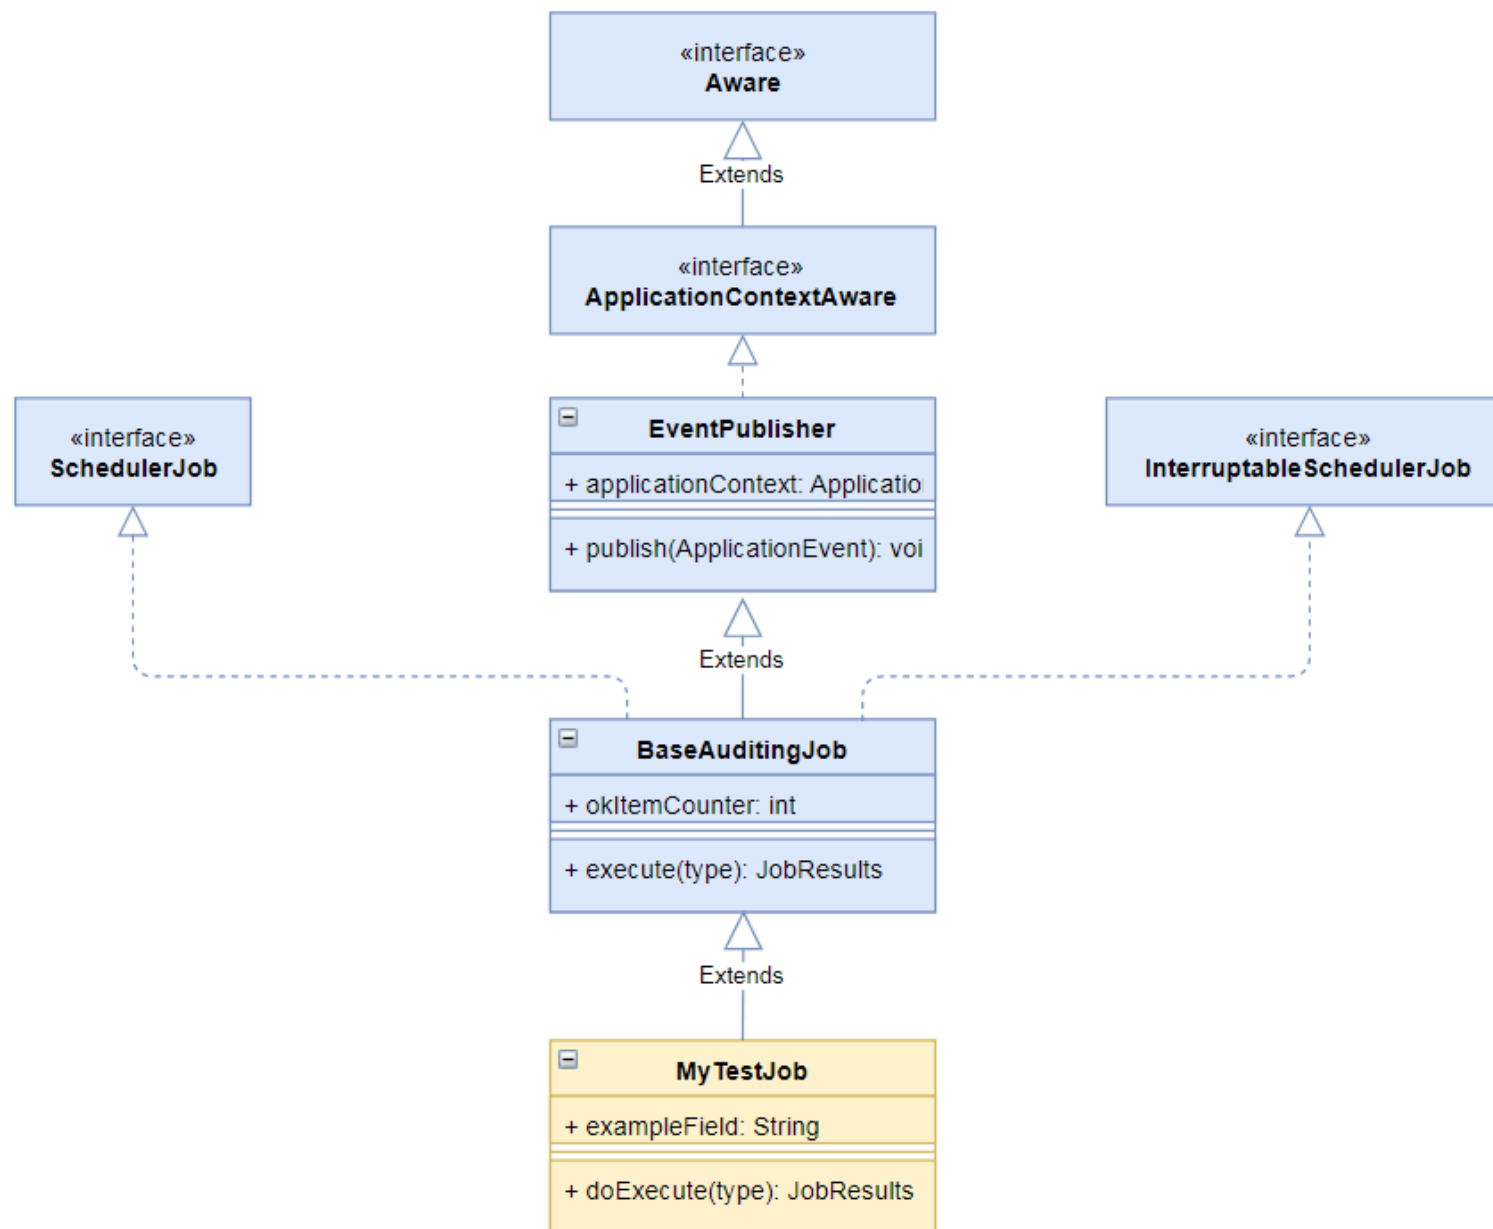 «interface»
Aware
Extends
«interface»
ApplicationContextAware
«interface»
SchedulerJob
EventPublisher
+ applicationContext: Applicatio
+ publish(ApplicationEvent): voi
«interface»
InterruptableSchedulerJob
Extends
BaseAuditingJob
+ okItemCounter: int
+ execute(type): JobResults
Extends
MyTestJob
+ exampleField: String
+ doExecute(type): JobResults